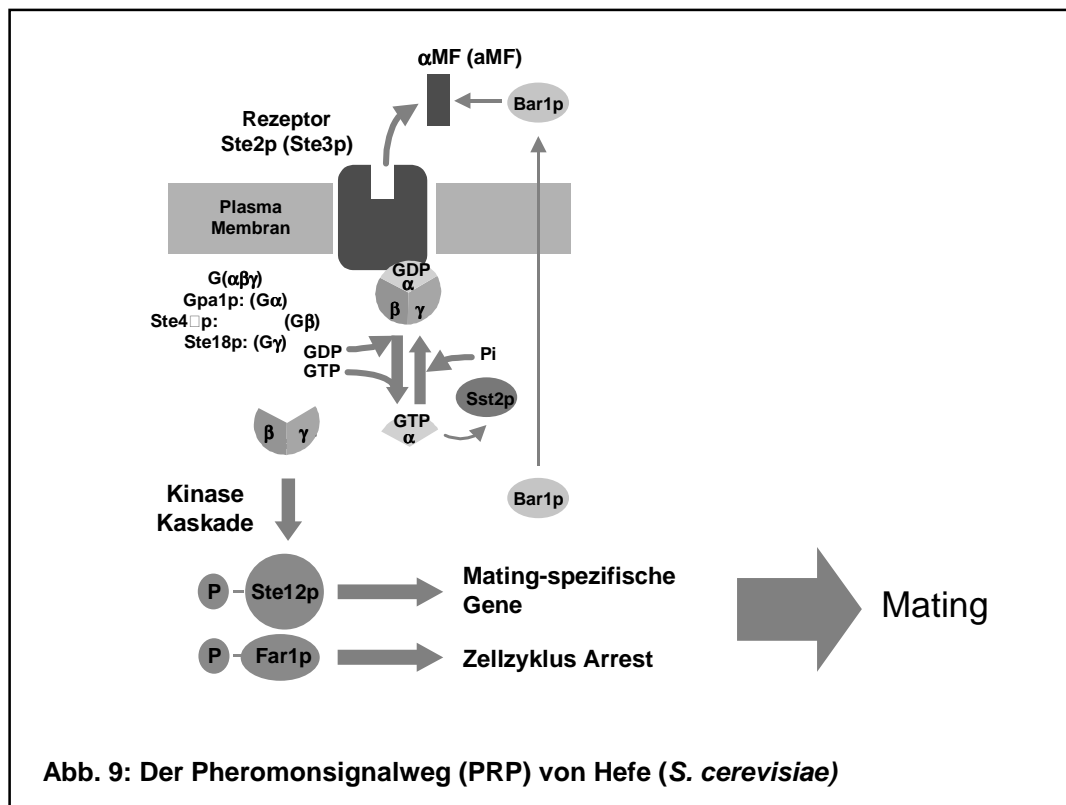 αMF (aMF)
Bar1p
Rezeptor
Ste2p (Ste3p)
Plasma
Membran
GDP
α
β γ
G(αβγ)
Gpa1p: (Gα)
Ste4□p: (Gβ)
Ste18p: (Gγ)
GDP
GTP
Pi
Sst2p
GTP
α
β γ
Bar1p
Kinase
Kaskade
P Ste12p
Mating-spezifische
Gene
Mating
P Far1p
Zellzyklus Arrest
Abb. 9: Der Pheromonsignalweg (PRP) von Hefe (S. cerevisiae)